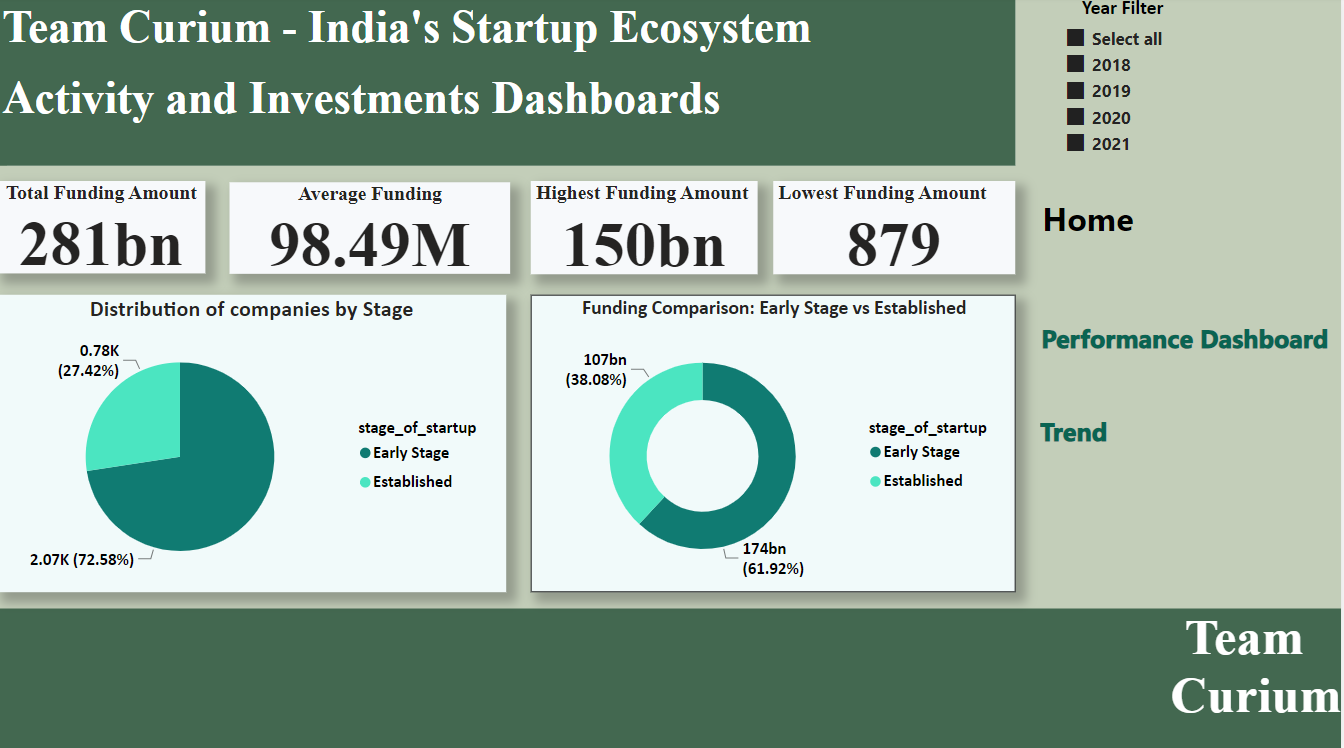 Team Curium - India's Startup Ecosystem
Activity and Investments Dashboards
Year Filter
Select all
2018
2019
2020
2021
Total Funding Amount
281bn
Average Funding
98.49M
Highest Funding Amount
150bn
Lowest Funding Amount
879
Home
Performance Dashboard
Trend
Distribution of companies by Stage
0.78K
(27.42%)
2.07K (72.58%)
stage_of_startup
Early Stage
Established
Funding Comparison: Early Stage vs Established
107bn
(38.08%)
174bn
(61.92%)
stage_of_startup
Early Stage
Established
Team
Curium